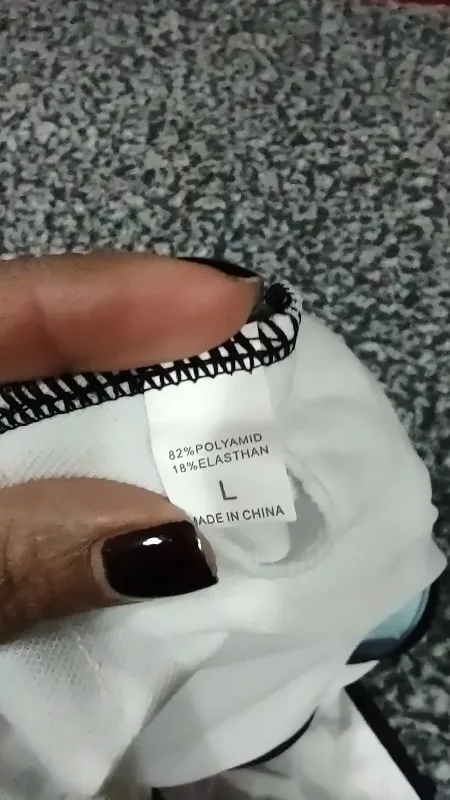 82%POLYAMID
18%ELASTHAN
L
MADE IN CHINA